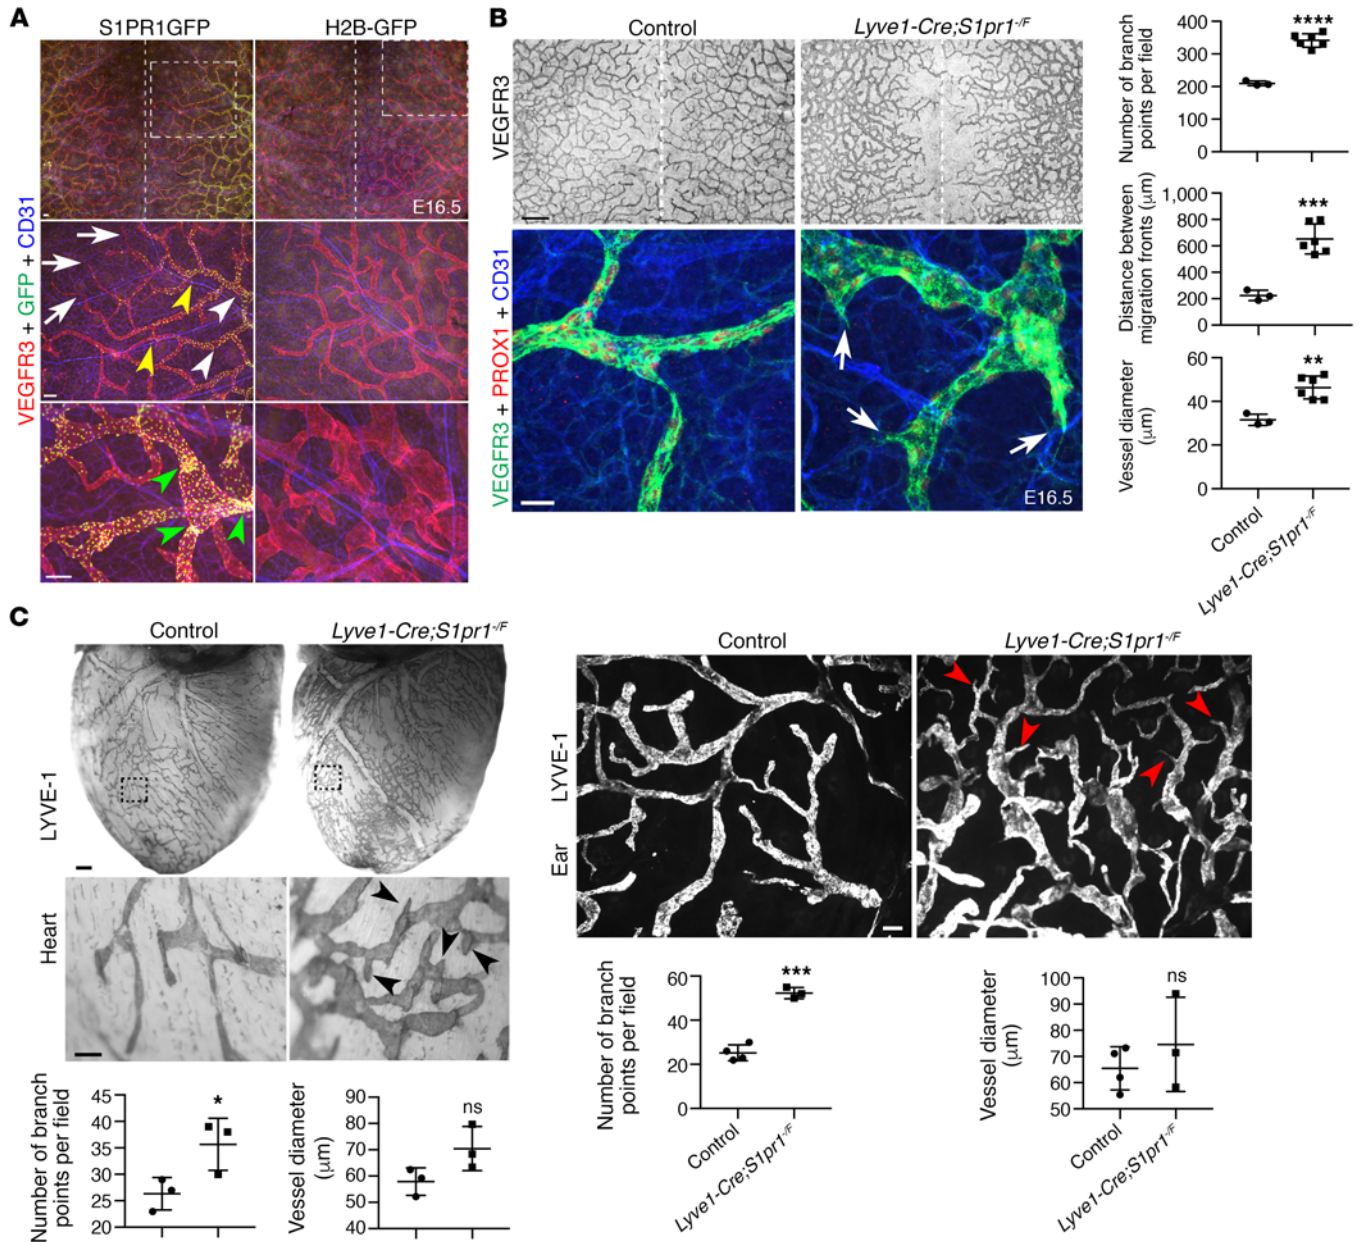 A
S1PR1GFP
H2B-GFP
VEGFR3 + GFP + CD31
E16.5
B
Control
Lyve1-Cre;S1pr1-/F
VEGFR3
VEGFR3 + PROX1 + CD31
E16.5
Number of branch
points per field
400
300
200
100
0
****
Distance between
migration fronts (μm)
1,000
800
600
400
200
0
***
Vessel diameter
(μm)
60
40
20
0
**
Control
Lyve1-Cre;S1pr1-/F
C
Control
Lyve1-Cre;S1pr1-/F
LYVE-1
Heart
Number of branch
points per field
45
40
35
30
25
20
*
Vessel diameter
(μm)
90
80
70
60
50
40
ns
Control
Lyve1-Cre;S1pr1-/F
LYVE-1
Ear
Number of branch
points per field
60
40
20
0
***
Control
Lyve1-Cre;S1pr1-/F
Vessel diameter
(μm)
100
90
80
70
60
50
ns
Control
Lyve1-Cre;S1pr1-/F